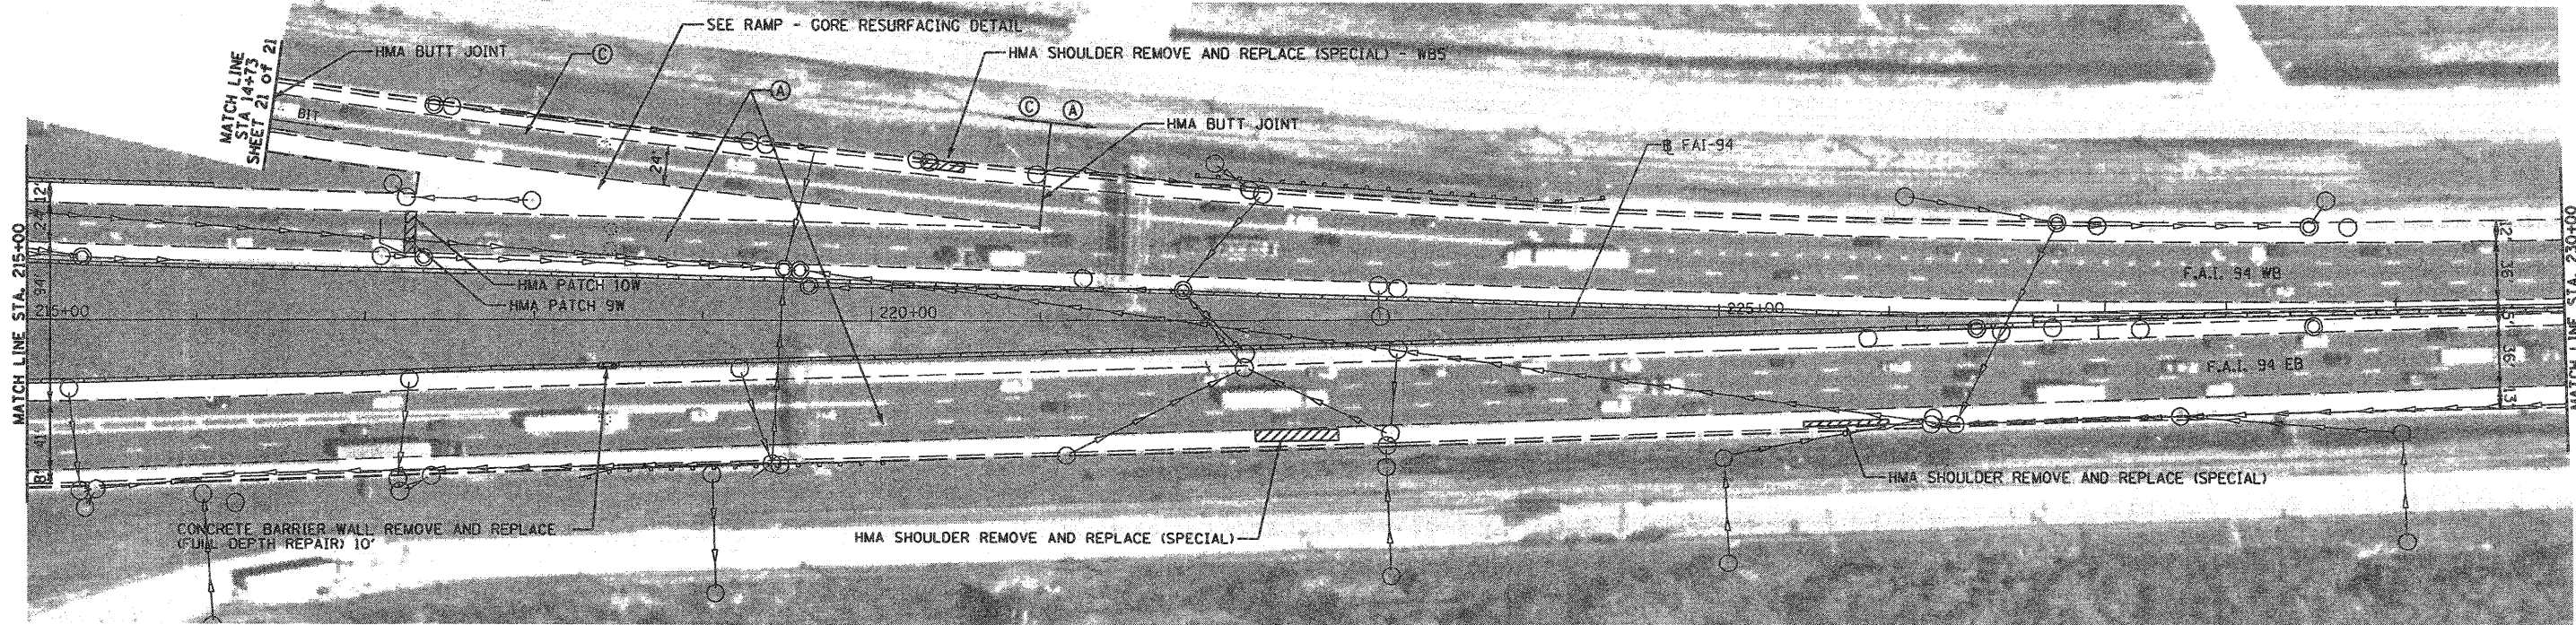 SEE RAMP - GORE RESURFACING DETAIL
HMA BUTT JOINT
C
HMA SHOULDER REMOVE AND REPLACE (SPECIAL) - WB5
MATCH LINE
STA 14+73
SHEET 21 of 21
A
C
A
HMA BUTT JOINT
BIT
24'
FAI-94
12'
24'
94'
41'
8'
MATCH LINE STA. 215+00
HMA PATCH 10W
HMA PATCH 9W
215+00
220+00
225+00
F.A.I. 94 WB
F.A.I. 94 EB
12'
36'
36'
13'
MATCH LINE STA. 230+00
CONCRETE BARRIER WALL REMOVE AND REPLACE
(FULL DEPTH REPAIR) 10'
HMA SHOULDER REMOVE AND REPLACE (SPECIAL)
HMA SHOULDER REMOVE AND REPLACE (SPECIAL)